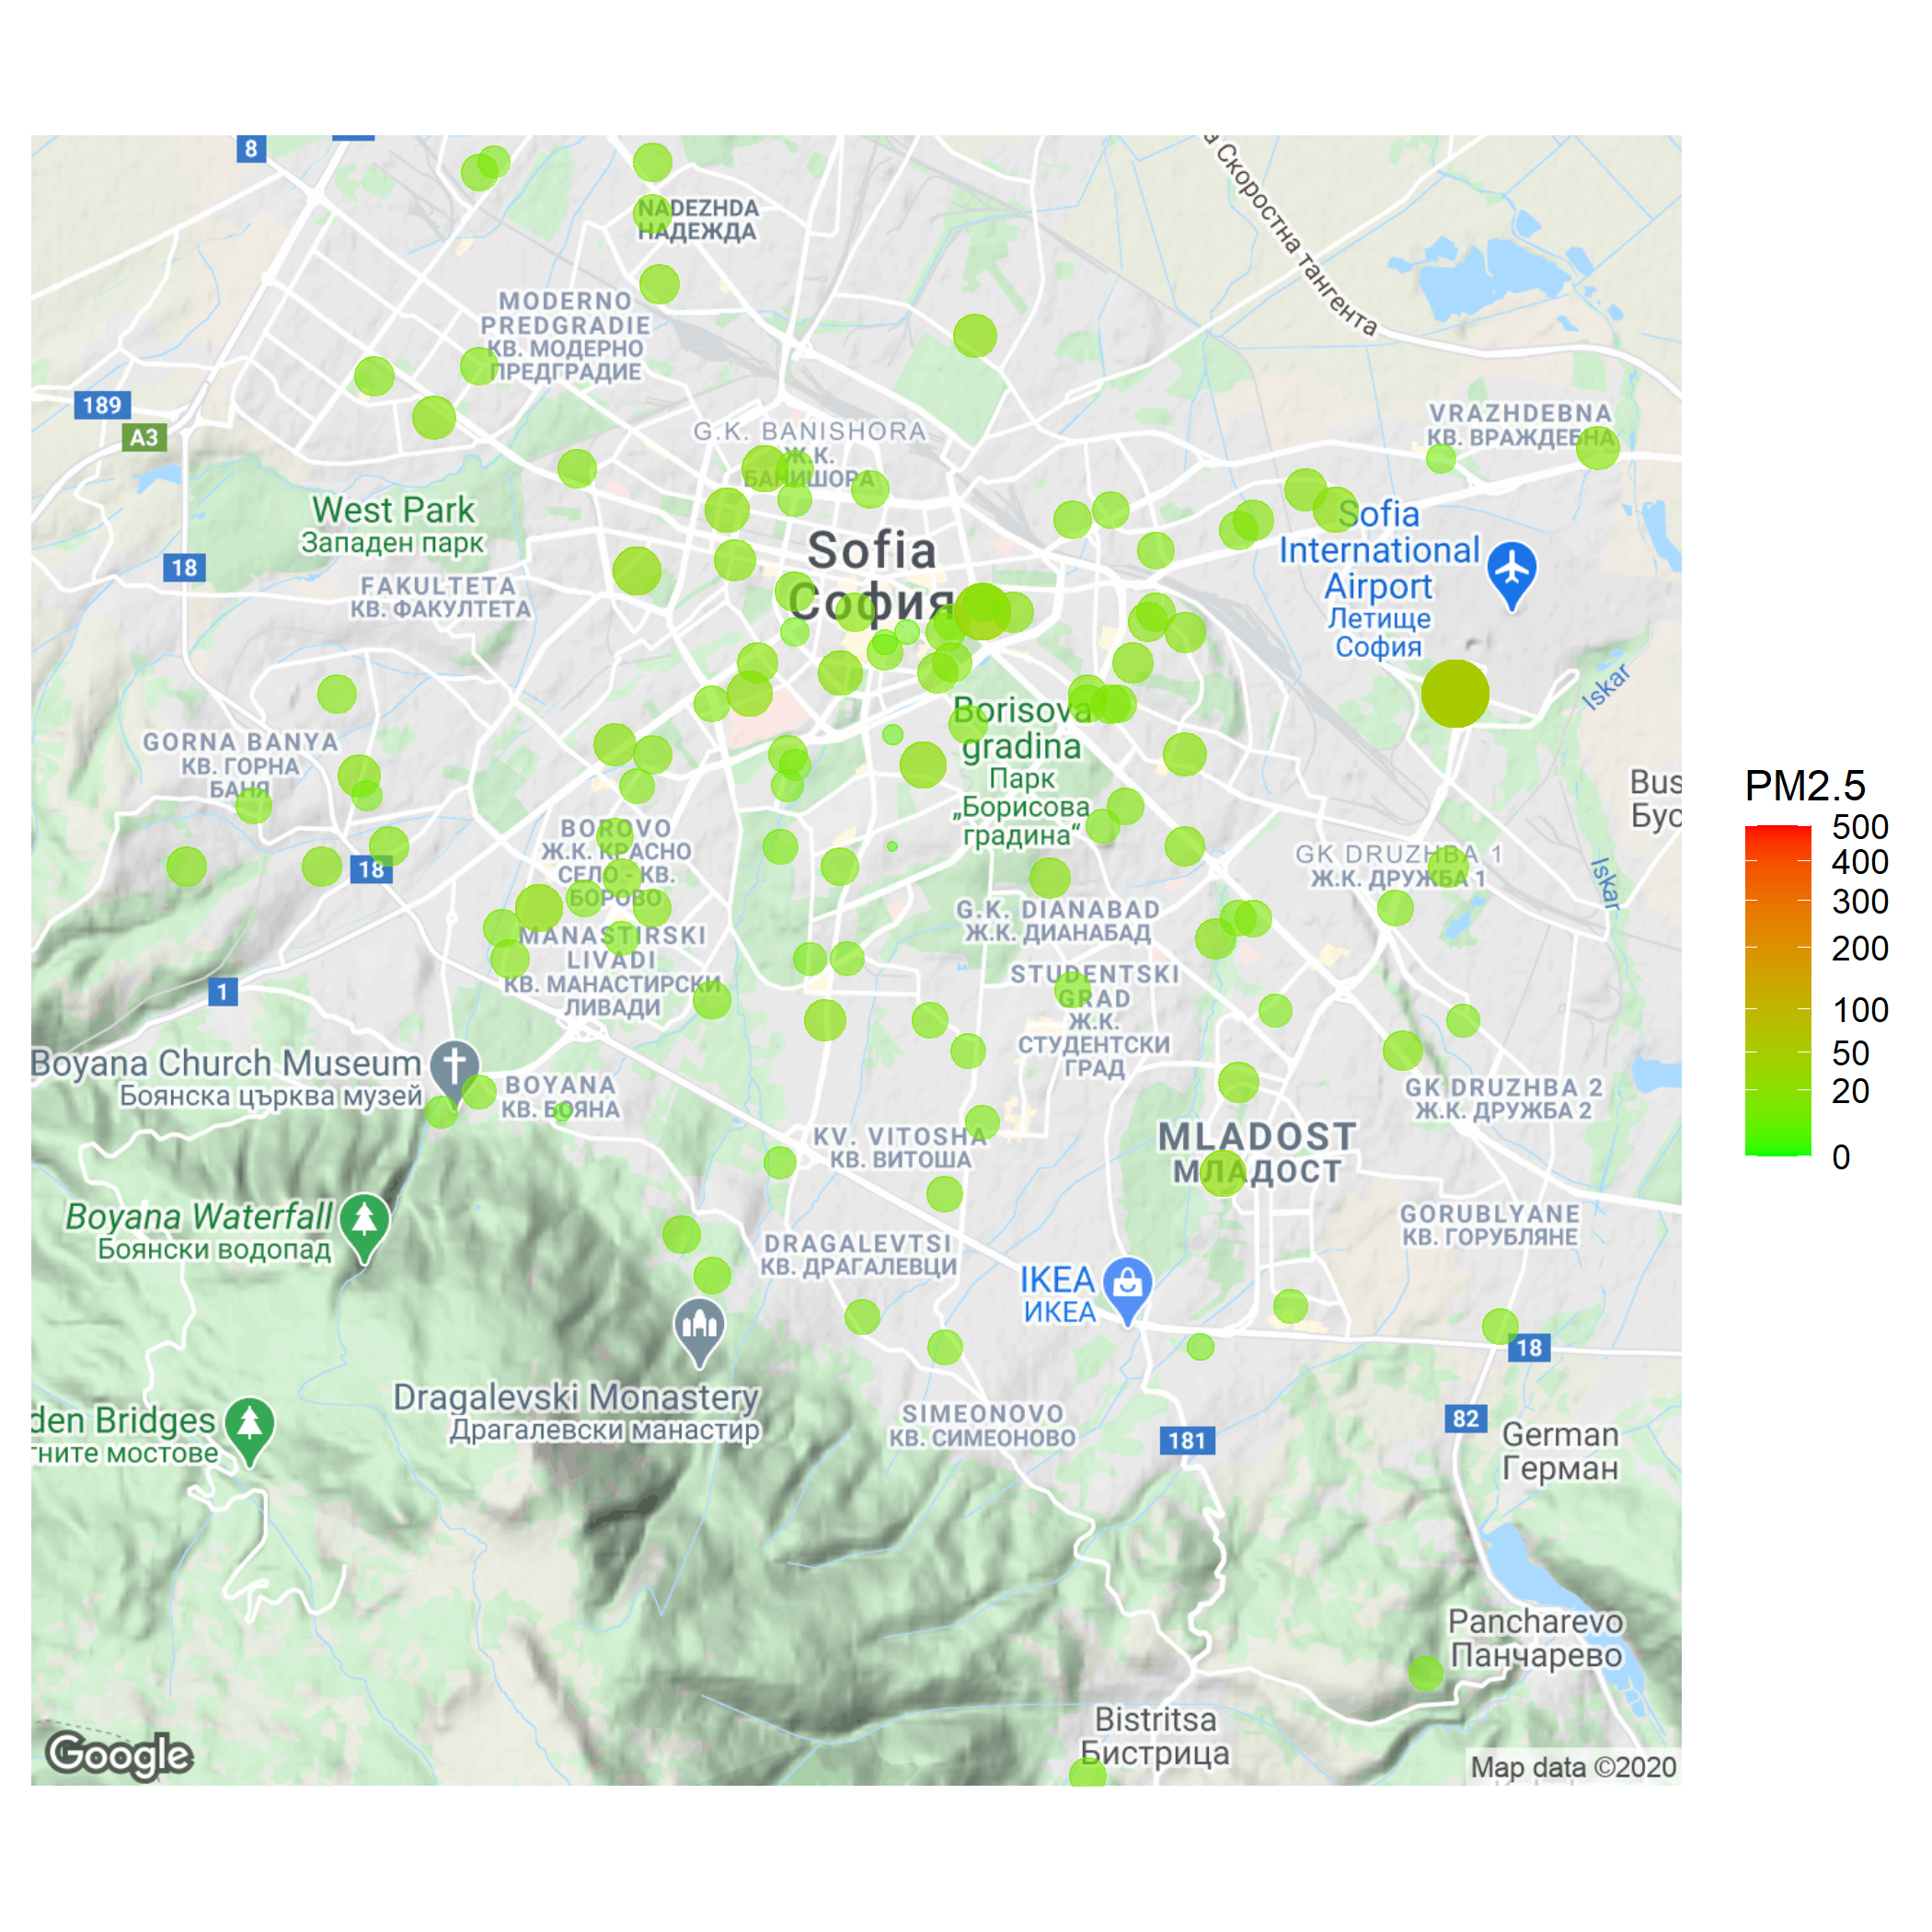 8
а Скоростна тангента
NADEZHDA
НАДЕЖДА
MODERNO
PREDGRADIE
КВ. МОДЕРНО
ПРЕДГРАДИЕ
189
A3
G.K. BANISHORA
Ж.К.
БАНИШОРА
VRAZHDEBNA
КВ. ВРАЖДЕБНА
West Park
Западен парк
18
FAKULTETA
КВ. ФАКУЛТЕТА
Sofia
София
Sofia
International
Airport
Летище
София
Iskar
GORNA BANYA
КВ. ГОРНА
БАНЯ
Borisova
gradina
Парк
„Борисова
градина“
Bus
Бус
BOROVO
Ж.К. КРАСНО
СЕЛО - КВ.
БОРОВО
18
GK DRUZHBA 1
Ж.К. ДРУЖБА 1
Iskar
G.K. DIANABAD
Ж.К. ДИАНАБАД
MANASTIRSKI
LIVADI
КВ. МАНАСТИРСКИ
ЛИВАДИ
1
STUDENTSKI
GRAD
Ж.К.
СТУДЕНТСКИ
ГРАД
Boyana Church Museum
Боянска църква музей
BOYANA
КВ. БОЯНА
GK DRUZHBA 2
Ж.К. ДРУЖБА 2
KV. VITOSHA
КВ. ВИТОША
MLADOST
МЛАДОСТ
Boyana Waterfall
Боянски водопад
GORUBLYANE
КВ. ГОРУБЛЯНЕ
DRAGALEVTSI
КВ. ДРАГАЛЕВЦИ
IKEA
ИКЕА
18
Dragalevski Monastery
Драгалевски манастир
den Bridges
тните мостове
SIMEONOVO
КВ. СИМЕОНОВО
181
82
German
Герман
Pancharevo
Панчарево
Bistritsa
Бистрица
Google
Map data ©2020
PM2.5
500
400
300
200
100
50
20
0